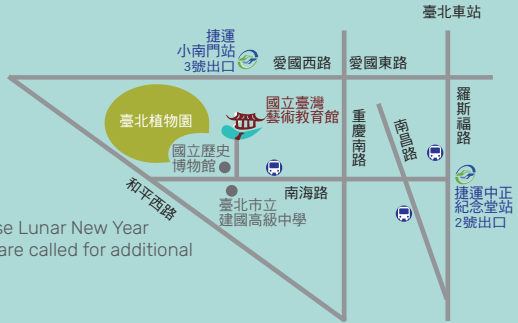 臺北車站
捷運
小南門站
3號出口
愛國西路
愛國東路
國立臺灣
藝術教育館
臺北植物園
重慶南路
南昌路
羅斯福路
國立歷史
博物館
和平西路
南海路
臺北市立
建國高級中學
捷運中正
紀念堂站
2號出口
se Lunar New Year
are called for additional